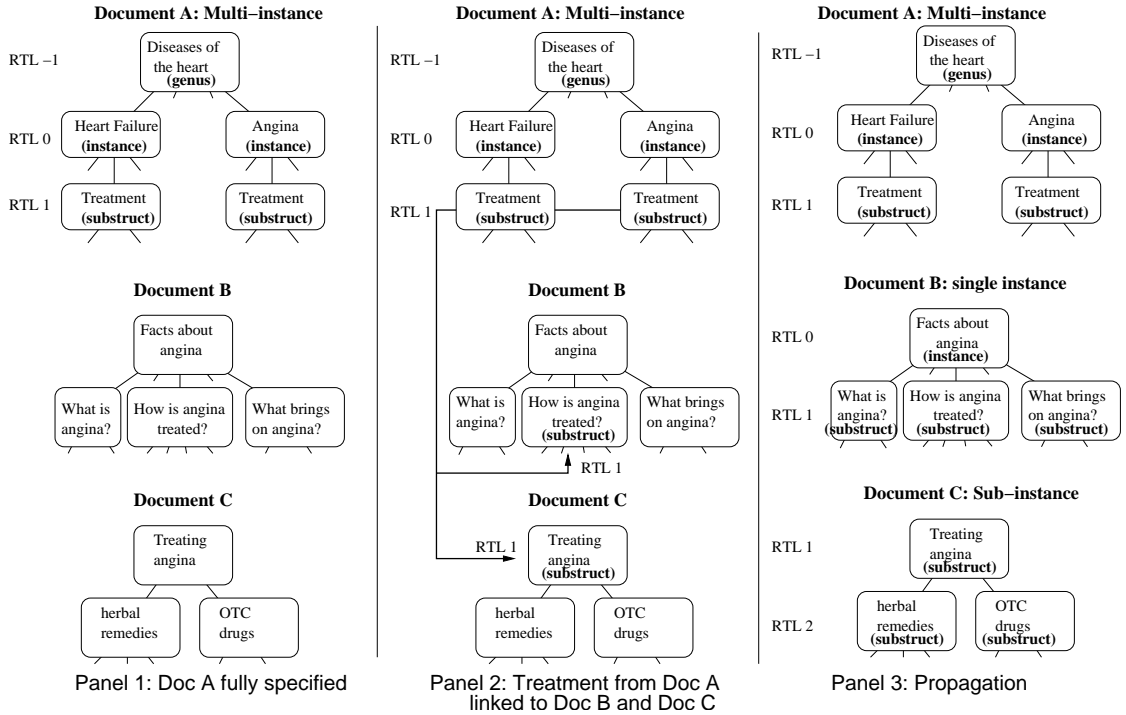 Document A: Multi−instance
RTL −1
Diseases of
the heart
(genus)
RTL 0
Heart Failure
(instance)
Angina
(instance)
RTL 1
Treatment
(substruct)
Treatment
(substruct)
Document B
Facts about
angina
What is
angina?
How is angina
treated?
What brings
on angina?
Document C
Treating
angina
herbal
remedies
OTC
drugs
Panel 1: Doc A fully specified
Document A: Multi−instance
RTL −1
Diseases of
the heart
(genus)
RTL 0
Heart Failure
(instance)
Angina
(instance)
RTL 1
Treatment
(substruct)
Treatment
(substruct)
Document B
Facts about
angina
What is
angina?
How is angina
treated?
(substruct)
What brings
on angina?
RTL 1
Document C
RTL 1
Treating
angina
(substruct)
herbal
remedies
OTC
drugs
Panel 2: Treatment from Doc A
linked to Doc B and Doc C
Document A: Multi−instance
RTL −1
Diseases of
the heart
(genus)
RTL 0
Heart Failure
(instance)
Angina
(instance)
RTL 1
Treatment
(substruct)
Treatment
(substruct)
Document B: single instance
RTL 0
Facts about
angina
(instance)
RTL 1
What is
angina?
(substruct)
How is angina
treated?
(substruct)
What brings
on angina?
(substruct)
Document C: Sub−instance
RTL 1
Treating
angina
(substruct)
RTL 2
herbal
remedies
(substruct)
OTC
drugs
(substruct)
Panel 3: Propagation